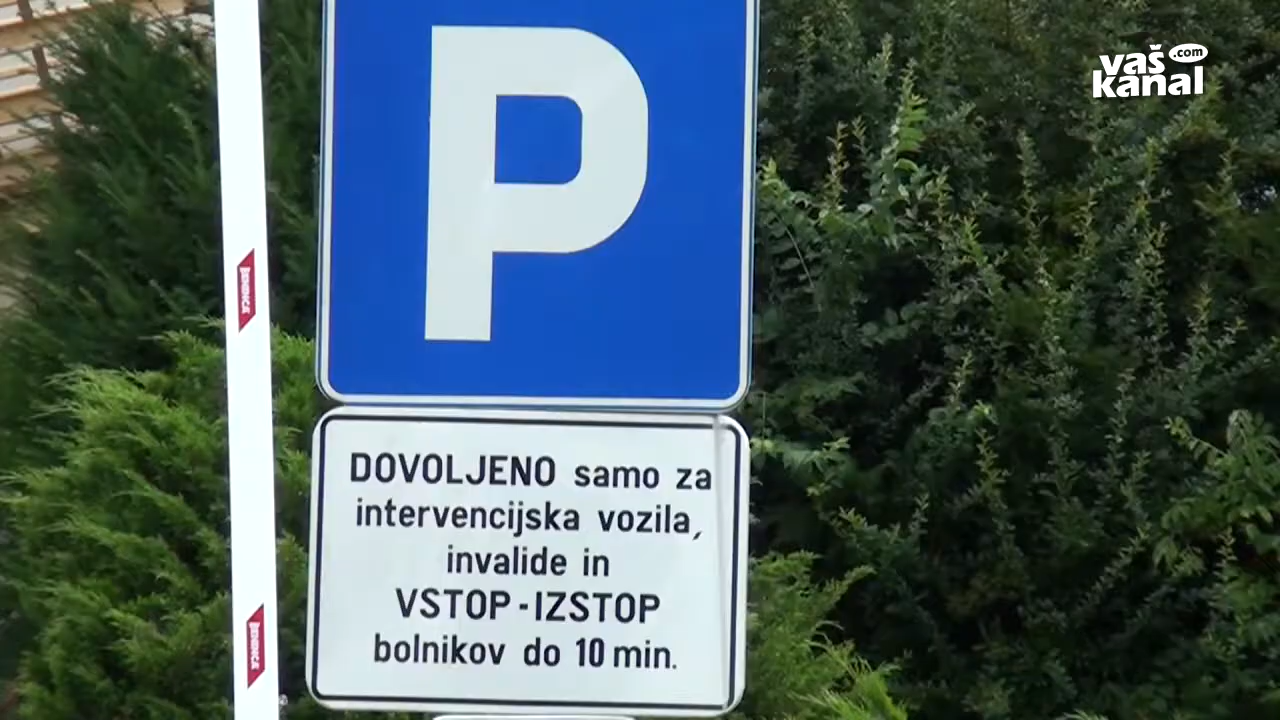 P
vaš .com
kanal
DOVOLJENO samo za
intervencijska vozila,
invalide in
VSTOP-IZSTOP
bolnikov do 10 min.